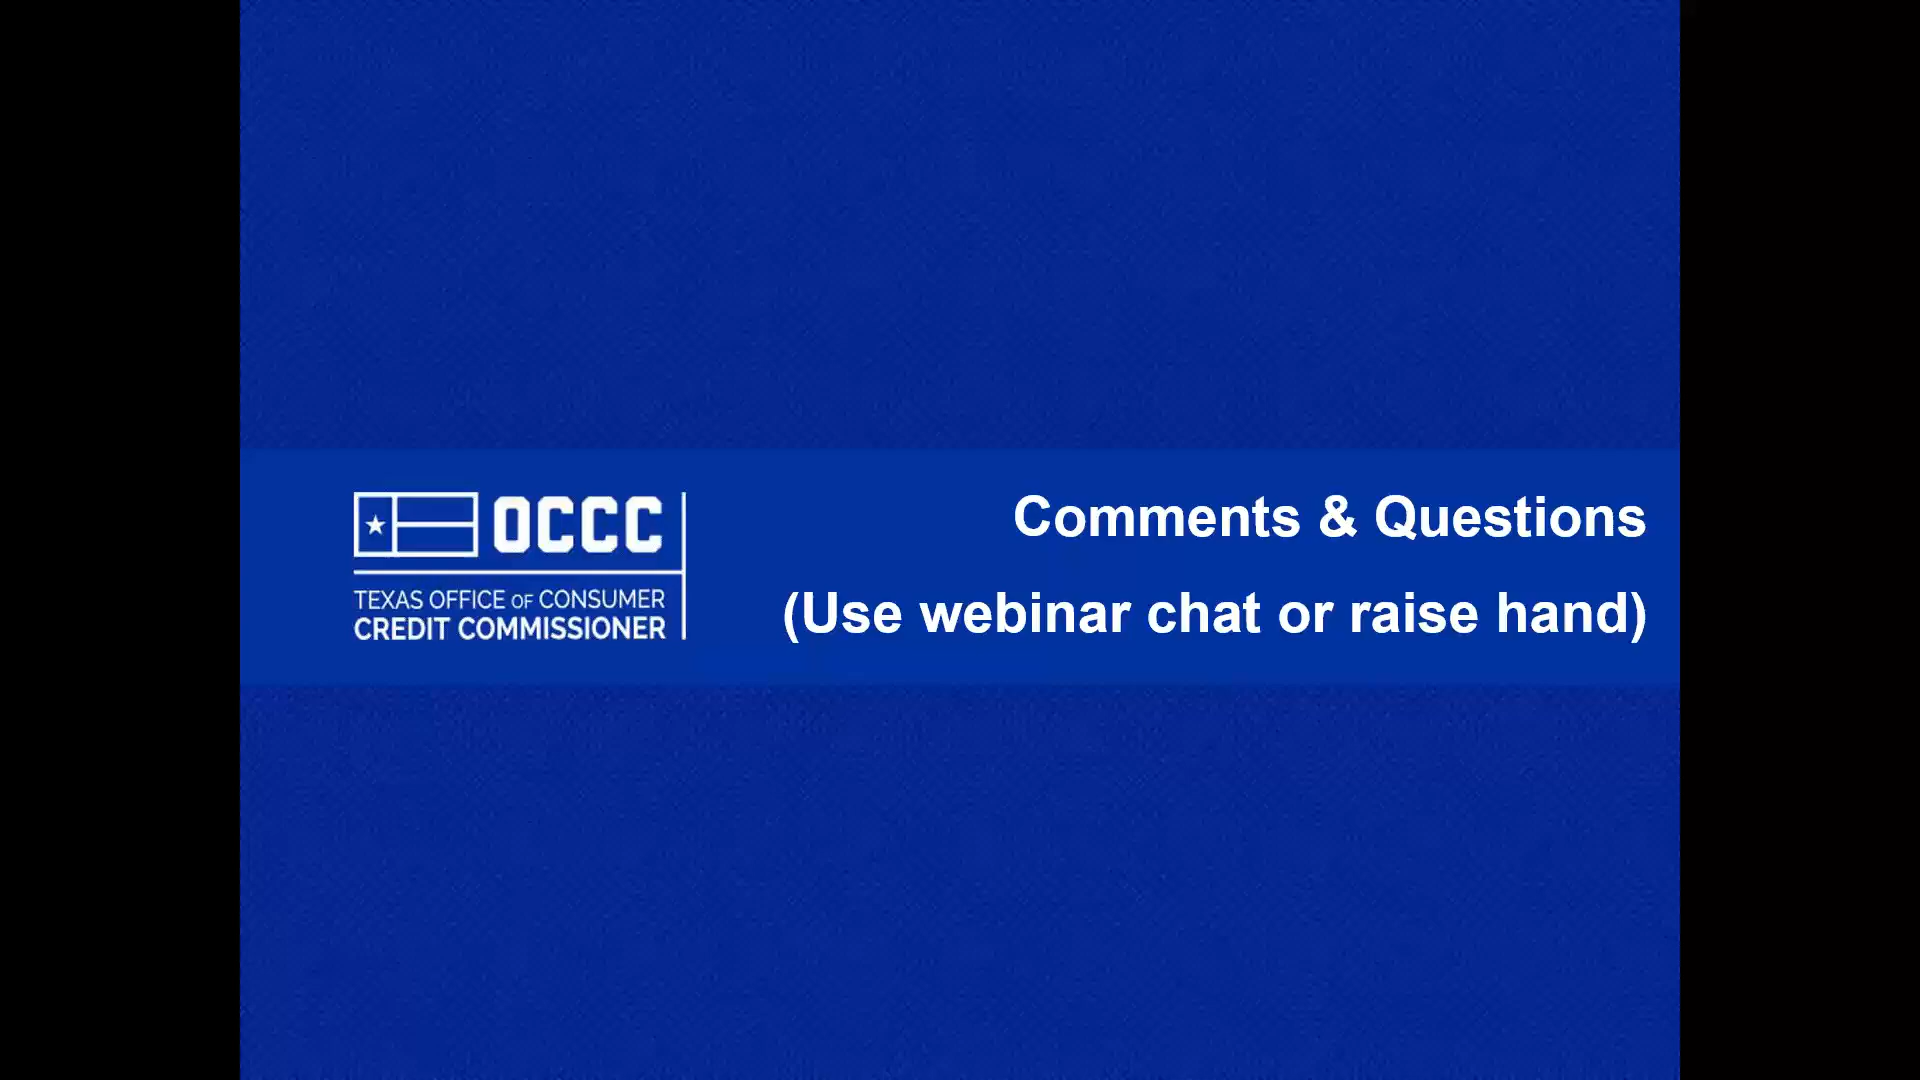 OCCC
TEXAS OFFICE OF CONSUMER
CREDIT COMMISSIONER
Comments & Questions
(Use webinar chat or raise hand)